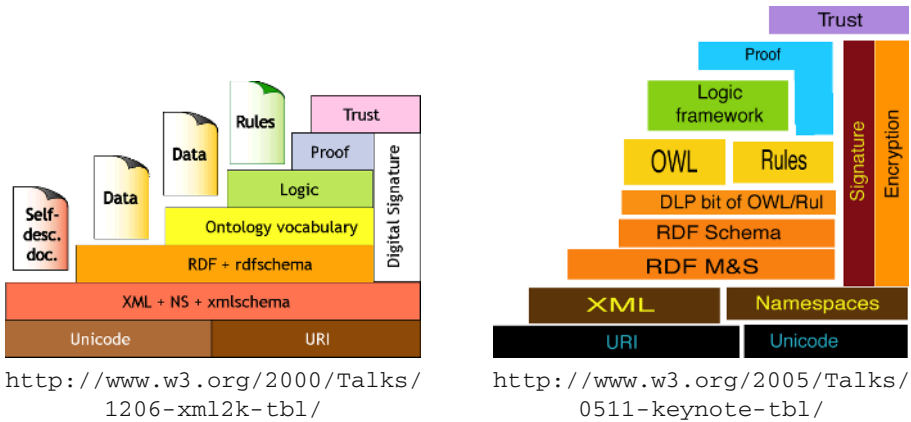 Trust
Rules
Data
Proof
Logic
Data
Digital Signature
Self-
desc.
doc.
Ontology vocabulary
RDF + rdfschema
XML + NS + xmlschema
Unicode
URI
http://www.w3.org/2000/Talks/
1206-xml2k-tbl/
Trust
Proof
Logic
framework
Signature
Encryption
OWL
Rules
DLP bit of OWL/Rul
RDF Schema
RDF M&S
XML
Namespaces
URI
Unicode
http://www.w3.org/2005/Talks/
0511-keynote-tbl/